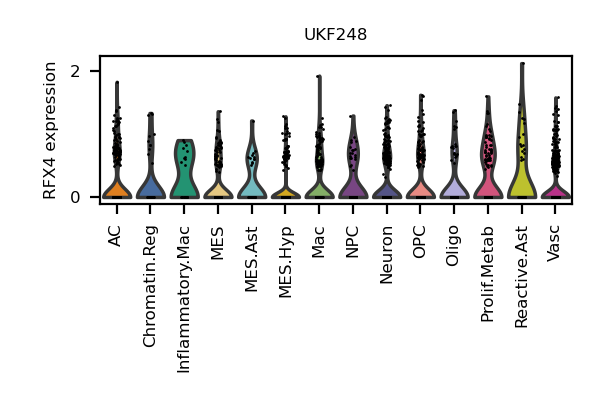 UKF248
RFX4 expression
2
0
AC
Chromatin.Reg
Inflammatory.Mac
MES
MES.Ast
MES.Hyp
Mac
NPC
Neuron
OPC
Oligo
Prolif.Metab
Reactive.Ast
Vasc